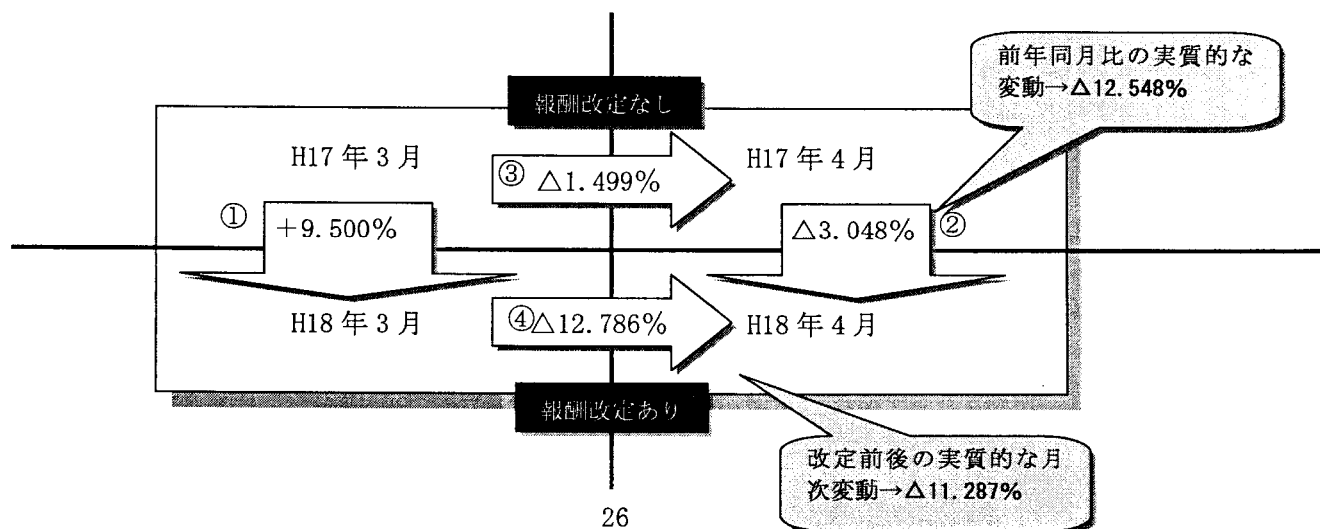 前年同月比の実質的な
変動→△12.548%
報酬改定なし
H17年3月
③ △1.499%
H17年4月
① +9.500%
△3.048% ②
H18年3月
④△12.786%
H18年4月
報酬改定あり
改定前後の実質的な月
次変動→△11.287%
26